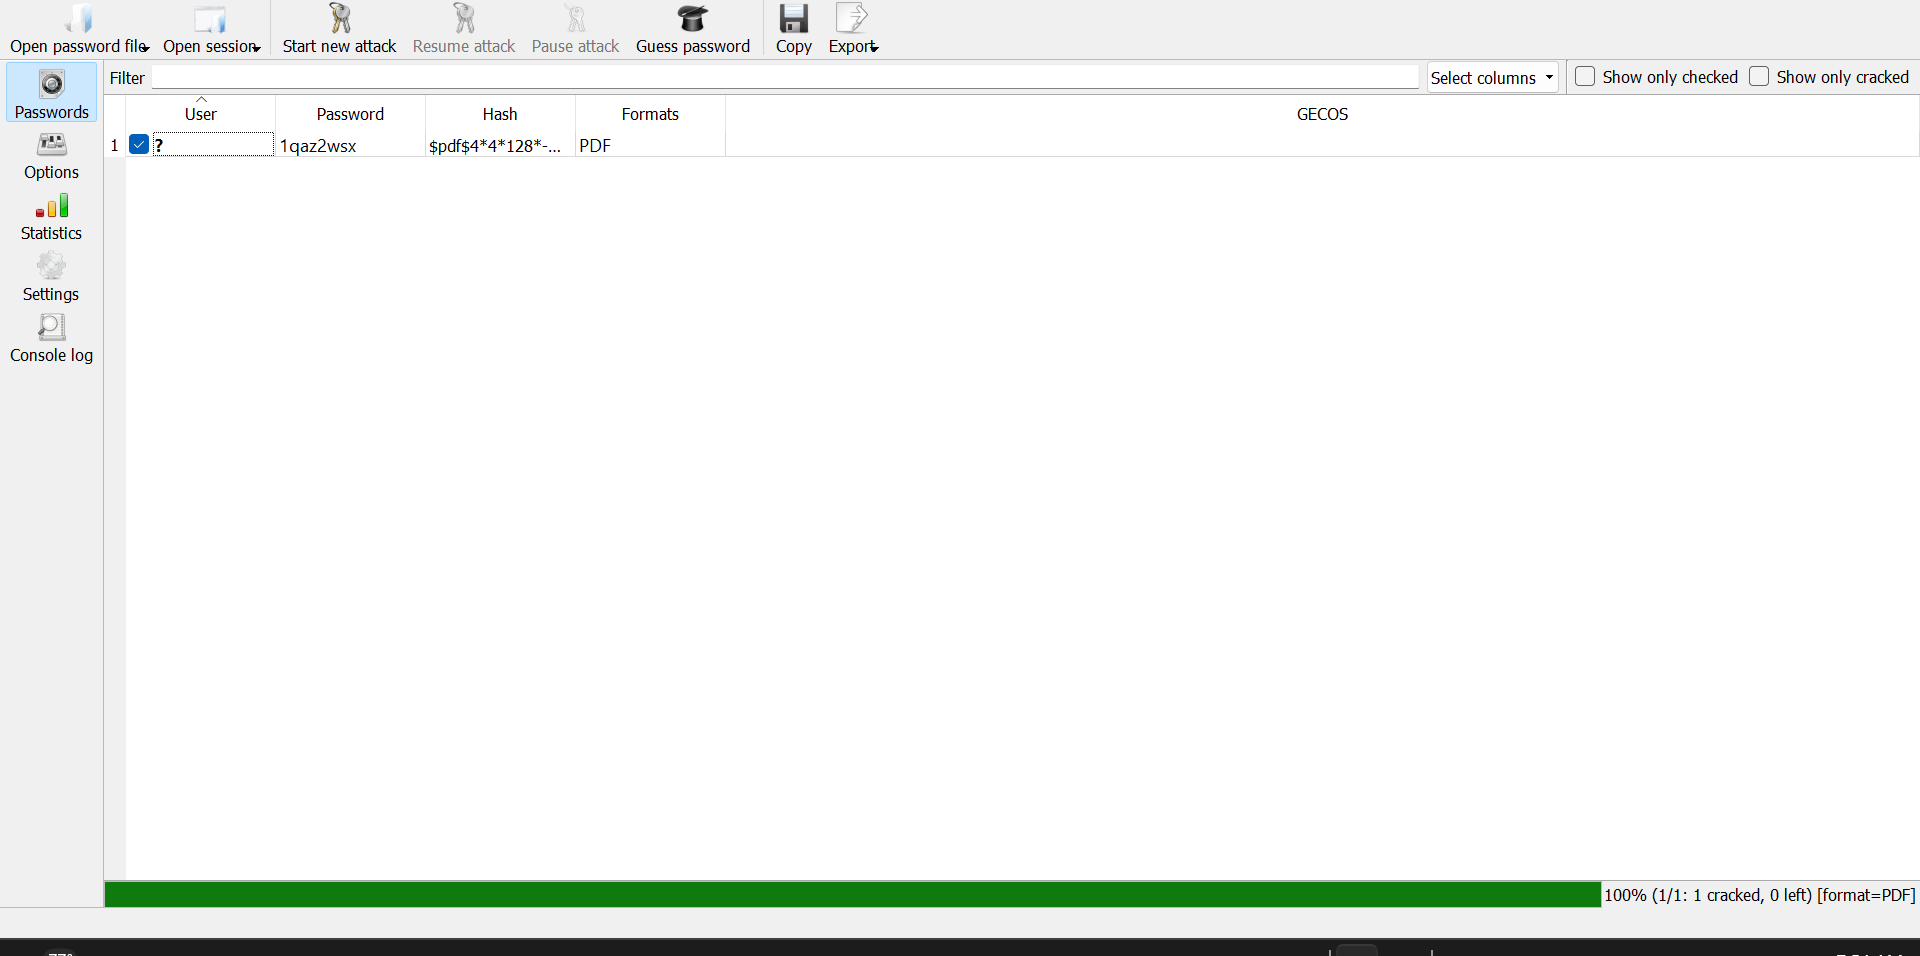 Open password file Open session Start new attack Resume attack Pause attack Guess password Copy Export
Filter Select columns Show only checked Show only cracked
Passwords
Options
Statistics
Settings
Console log
User Password Hash Formats GECOS
1 ? 1qaz2wsx $pdf$4*4*128*-... PDF
100% (1/1: 1 cracked, 0 left) [format=PDF]